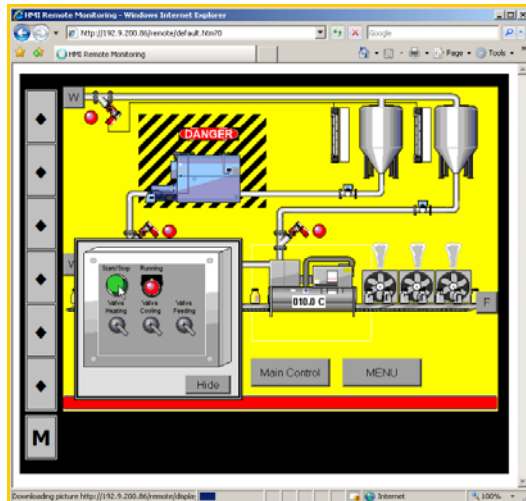 HMI Remote Monitoring - Windows Internet Explorer
http://192.9.200.86/remote/default.htm?0
Google
HMI Remote Monitoring
Page
Tools
W
DANGER
W
Start/Stop
Running
Valve Heating
Valve Cooling
Valve Feeding
010.0 C
F
Hide
Main Control
MENU
M
Downloading picture http://192.9.200.86/remote/display
Internet
100%